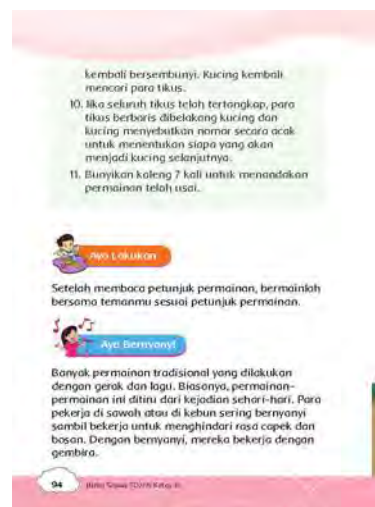 kembali bersembunyi. Kucing kembali
mencari para tikus.
10. Jika seluruh tikus telah tertangkap, para
tikus berbaris dibelakang kucing dan
kucing menyebutkan nomor secara acak
untuk menentukan siapa yang akan
menjadi kucing selanjutnya.
11. Bunyikan kaleng 7 kali untuk menandakan
permainan telah usai.
Ayo Lakukan
Setelah membaca petunjuk permainan, bermainlah
bersama temanmu sesuai petunjuk permainan.
Ayo Bernyanyi
Banyak permainan tradisional yang dilakukan
dengan gerak dan lagu. Biasanya, permainan-
permainan ini ditiru dari kejadian sehari-hari. Para
pekerja di sawah atau di kebun sering bernyanyi
sambil bekerja untuk menghindari rasa capek dan
bosan. Dengan bernyanyi, mereka bekerja dengan
gembira.
94 Buku Siswa Kelas